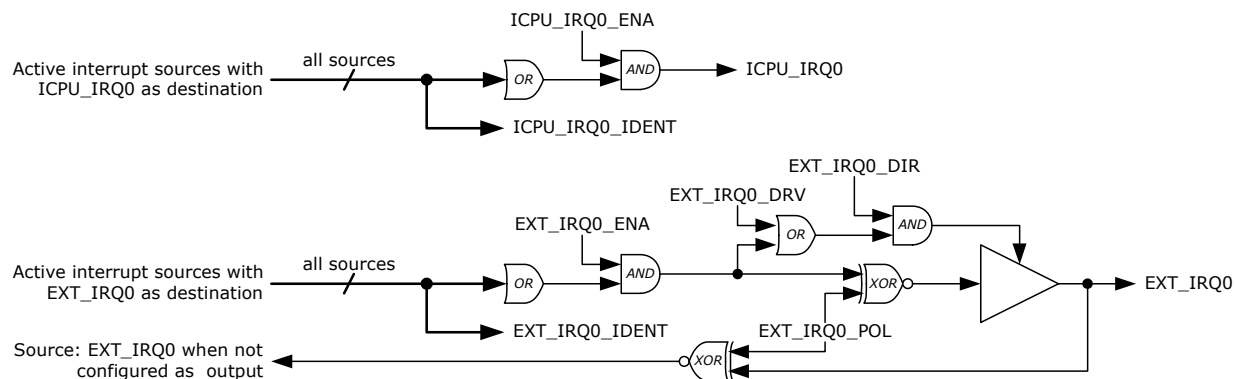 ICPU_IRQ0_ENA
all sources
Active interrupt sources with
ICPU_IRQ0 as destination
OR
AND
ICPU_IRQ0
ICPU_IRQ0_IDENT
EXT_IRQ0_DIR
EXT_IRQ0_DRV
EXT_IRQ0_ENA
OR
AND
all sources
Active interrupt sources with
EXT_IRQ0 as destination
OR
AND
XOR
EXT_IRQ0
EXT_IRQ0_IDENT
EXT_IRQ0_POL
Source: EXT_IRQ0 when not
configured as output
XOR